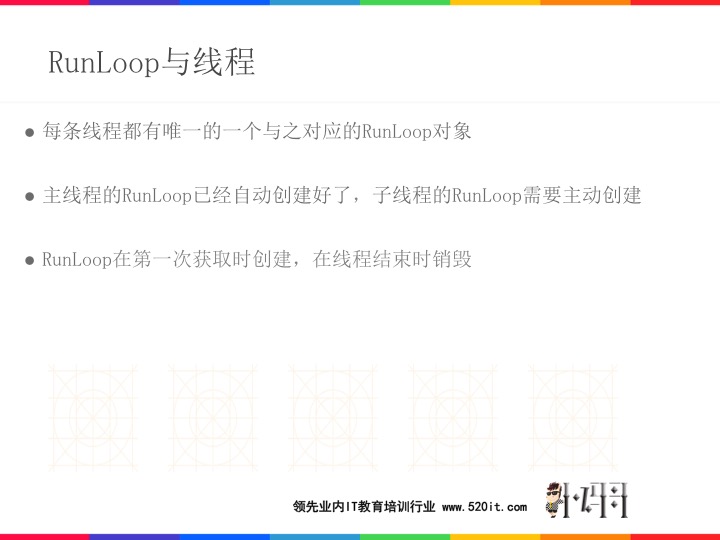 RunLoop与线程
每条线程都有唯一的一个与之对应的RunLoop对象
主线程的RunLoop已经自动创建好了，子线程的RunLoop需要主动创建
RunLoop在第一次获取时创建，在线程结束时销毁
领先业内IT教育培训行业 www.520it.com
小码哥